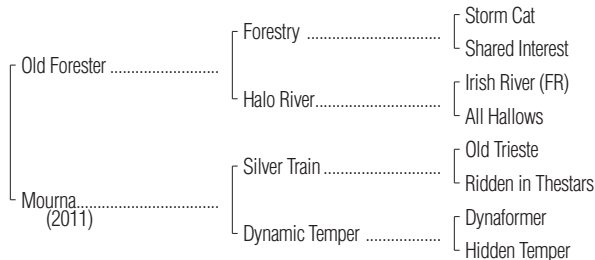 Storm Cat
Forestry ........................................
Shared Interest
Old Forester ................................
Irish River (FR)
Halo River.....................................
All Hallows
Old Trieste
Silver Train ...................................
Ridden in Thestars
Mourna..........................................
(2011)
Dynamer
Dynamic Temper ......................
Hidden Temper